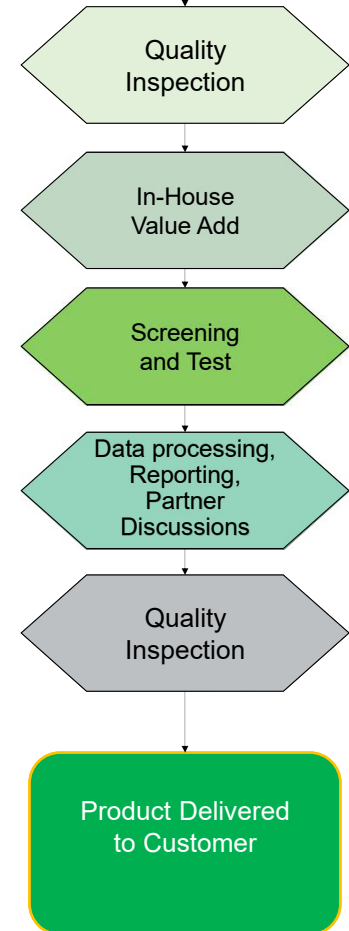 Quality
Inspection
In-House
Value Add
Screening
and Test
Data processing,
Reporting,
Partner
Discussions
Quality
Inspection
Product Delivered
to Customer